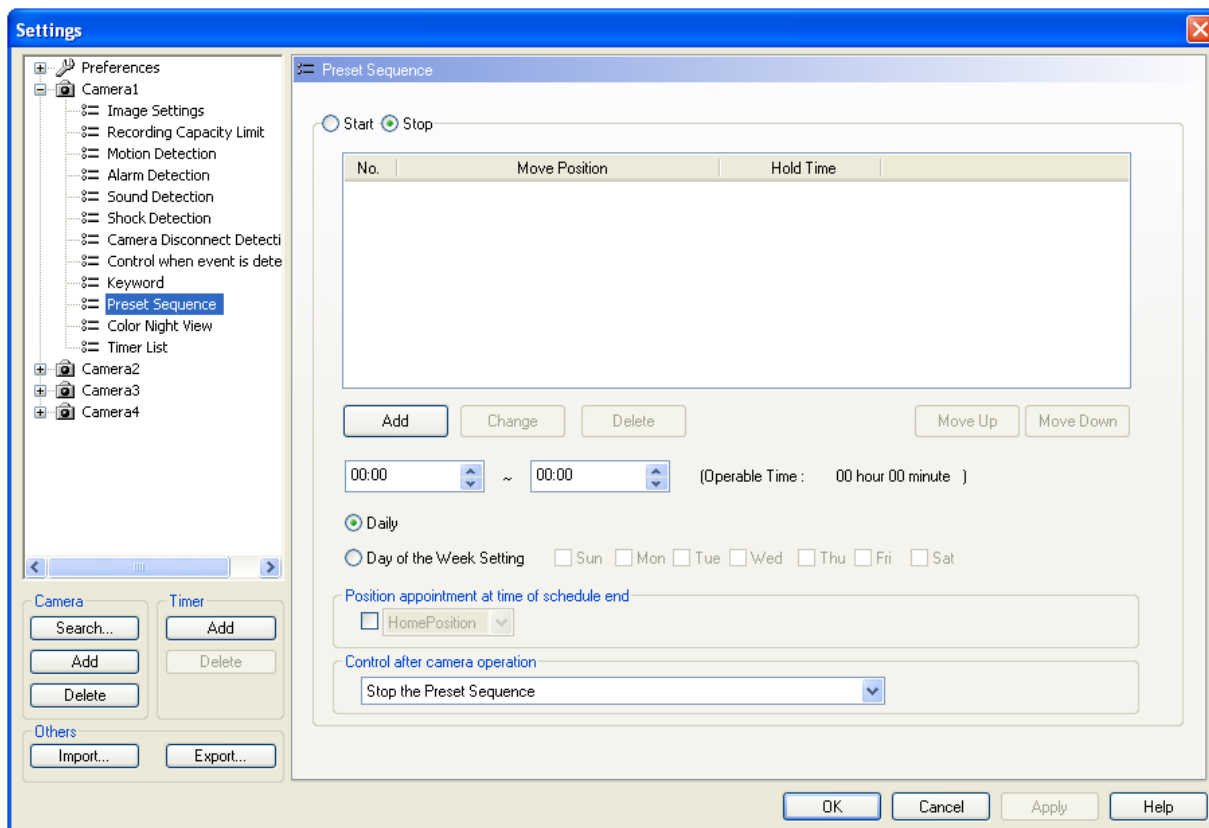 Settings
Preferences
Camera1
Image Settings
Recording Capacity Limit
Motion Detection
Alarm Detection
Sound Detection
Shock Detection
Camera Disconnect Detecti
Control when event is dete
Keyword
Preset Sequence
Color Night View
Timer List
Camera2
Camera3
Camera4
Camera
Search...
Add
Delete
Timer
Add
Delete
Others
Import... Export...
Preset Sequence
Start Stop
No. Move Position Hold Time
Add Change Delete Move Up Move Down
00:00 ~ 00:00 (Operable Time : 00 hour 00 minute )
Daily
Day of the Week Setting Sun Mon Tue Wed Thu Fri Sat
Position appointment at time of schedule end
HomePosition
Control after camera operation
Stop the Preset Sequence
OK Cancel Apply Help